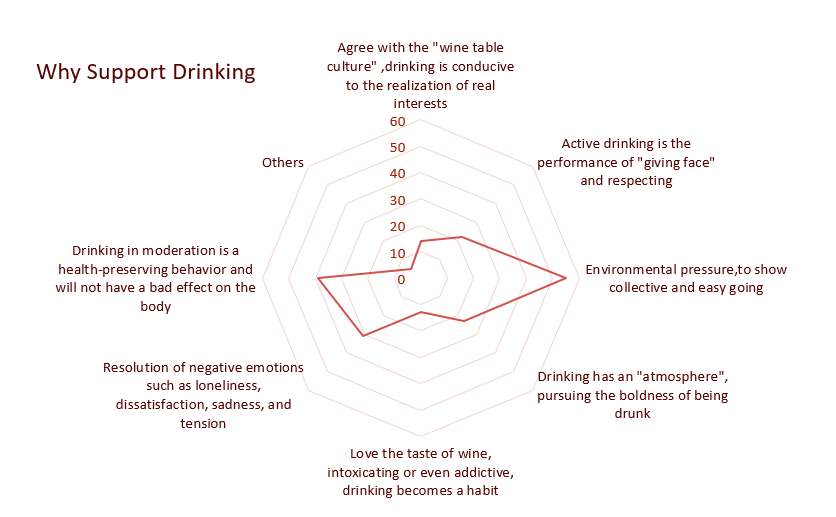 Why Support Drinking
Agree with the "wine table
culture" ,drinking is conducive
to the realization of real
interests
60
50
40
30
20
10
0
Active drinking is the
performance of "giving face"
and respecting
Environmental pressure,to show
collective and easy going
Drinking has an "atmosphere",
pursuing the boldness of being
drunk
Love the taste of wine,
intoxicating or even addictive,
drinking becomes a habit
Resolution of negative emotions
such as loneliness,
dissatisfaction, sadness, and
tension
Drinking in moderation is a
health-preserving behavior and
will not have a bad effect on the
body
Others